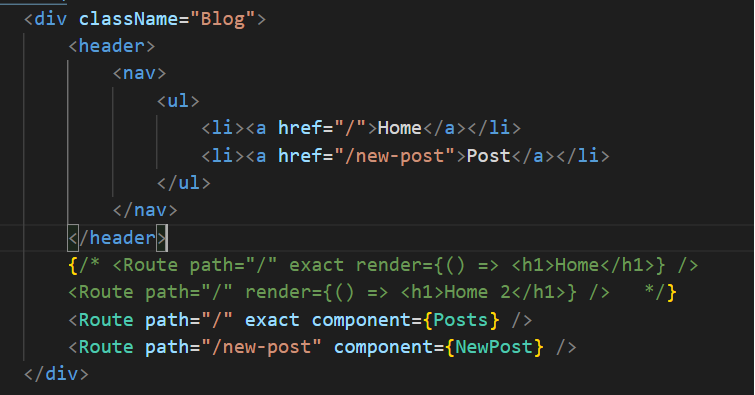 <div className="Blog">
    <header>
        <nav>
            <ul>
                <li><a href="/">Home</a></li>
                <li><a href="/new-post">Post</a></li>
            </ul>
        </nav>
    </header>
    {/* <Route path="/" exact render={() => <h1>Home</h1>} />
    <Route path="/" render={() => <h1>Home 2</h1>} />   */}
    <Route path="/" exact component={Posts} />
    <Route path="/new-post" component={NewPost} />
</div>